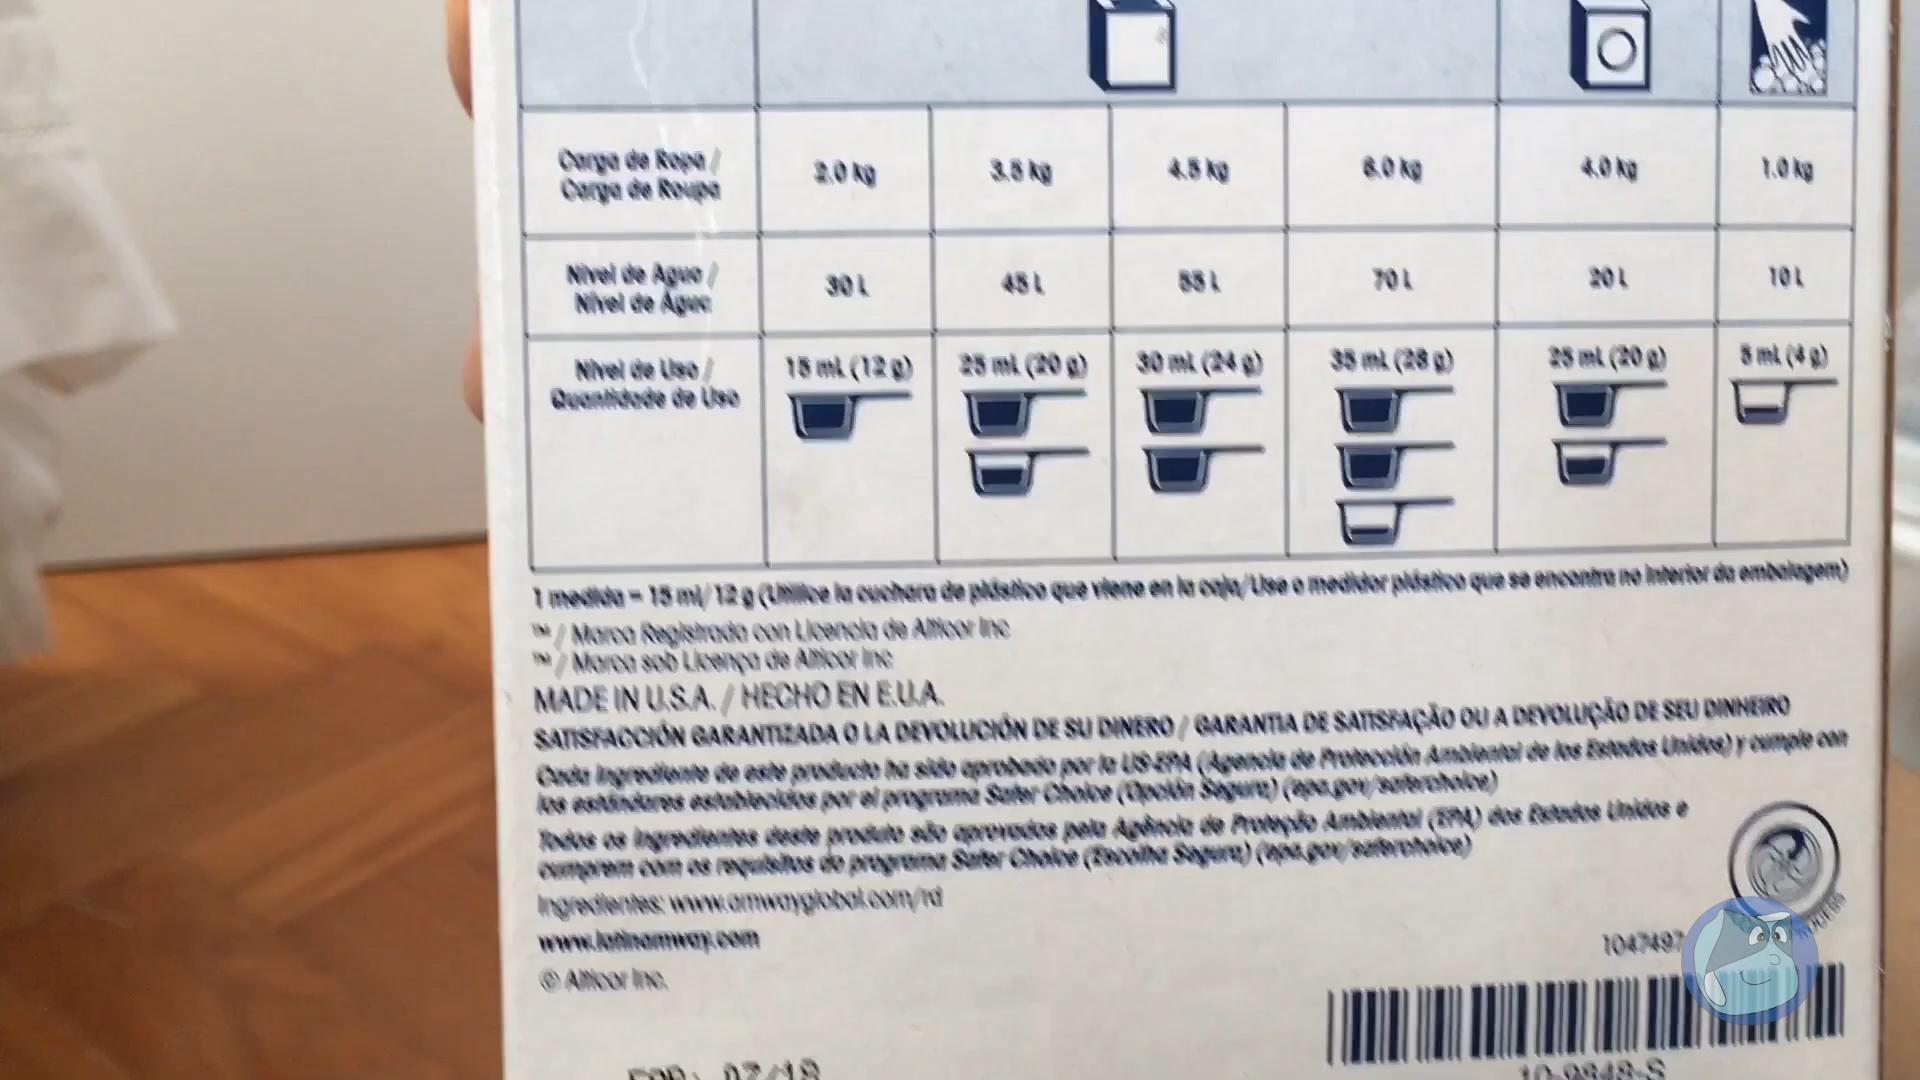 Carga de Ropa /
Carga de Roupa
2.0 kg
3.5 kg
4.5 kg
6.0 kg
4.0 kg
1.0 kg
Nivel de Agua /
Nível de Água
30 L
45 L
55 L
70 L
20 L
10 L
Nivel de Uso /
Quantidade de Uso
15 mL (12 g)
25 mL (20 g)
30 mL (24 g)
35 mL (28 g)
25 mL (20 g)
5 mL (4 g)
1 medida = 15 ml/12 g (Utilice la cuchara de plástico que viene en la caja/Use o medidor plástico que se encontra no interior da embalagem)
™ / Marca Registrada con Licencia de Alticor Inc
™ / Marca sob Licença de Alticor Inc
MADE IN U.S.A. / HECHO EN E.U.A.
SATISFACCIÓN GARANTIZADA O LA DEVOLUCIÓN DE SU DINERO / GARANTIA DE SATISFAÇÃO OU A DEVOLUÇÃO DE SEU DINHEIRO
Cada ingrediente de este producto ha sido aprobado por la US-EPA (Agencia de Protección Ambiental de los Estados Unidos) y cumple con
los estándares establecidos por el programa Safer Choice (Opción Segura) (epa.gov/saferchoice)
Todos os ingredientes deste produto são aprovados pela Agência de Proteção Ambiental (EPA) dos Estados Unidos e
cumprem com os requisitos do programa Safer Choice (Escolha Segura) (epa.gov/saferchoice)
Ingredientes: www.amwayglobal.com/rd
www.latinamway.com
© Alticor Inc.
1047497
10-9848-S
07/18